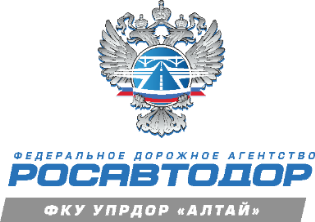 ФЕДЕРАЛЬНОЕ ДОРОЖНОЕ АГЕНТСТВО
РОСАВТОДОР
ФКУ УПРДОР «АЛТАЙ»